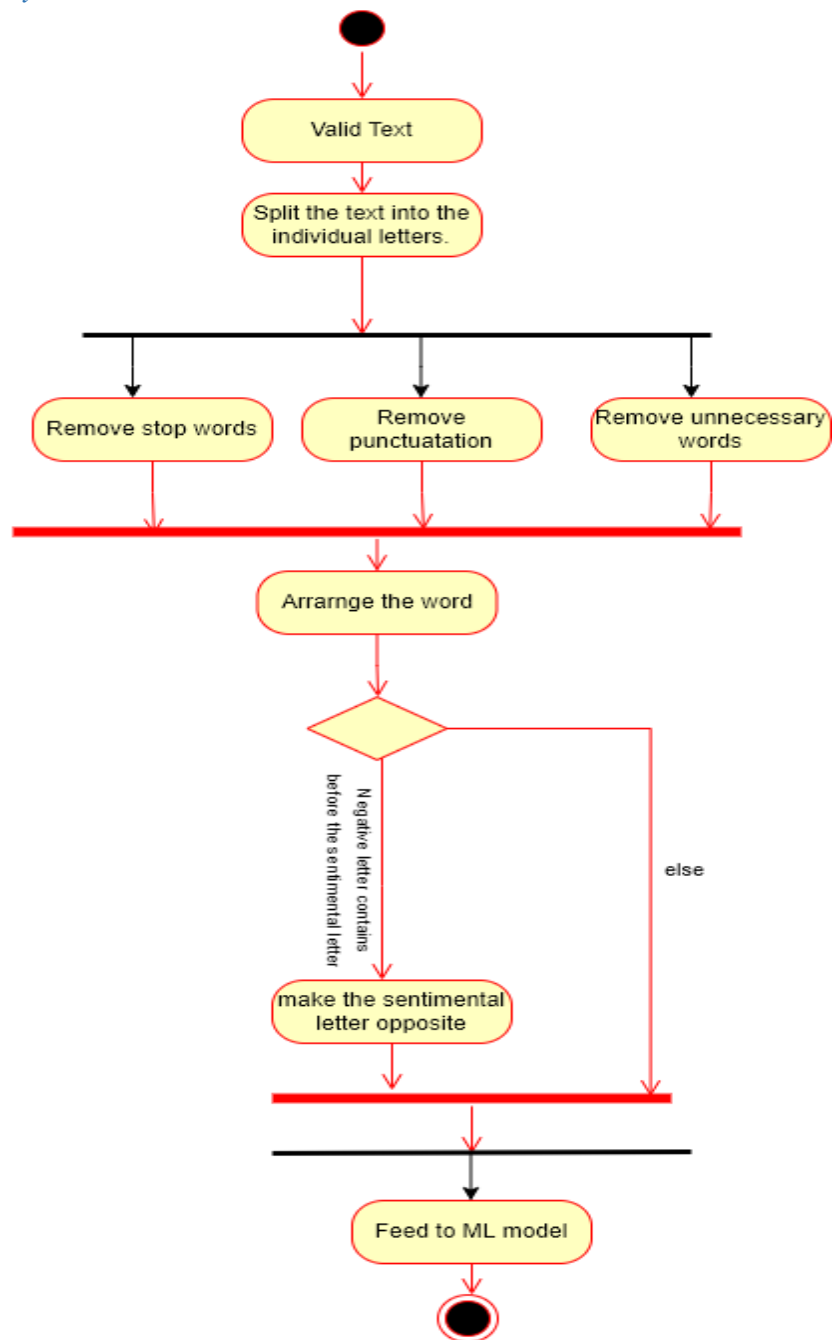 Valid Text
Split the text into the
individual letters.
Remove stop words
Remove
punctuatation
Remove unnecessary
words
Ararnge the word
Negative letter contains
before the sentimental letter
else
make the sentimental
letter opposite
Feed to ML model